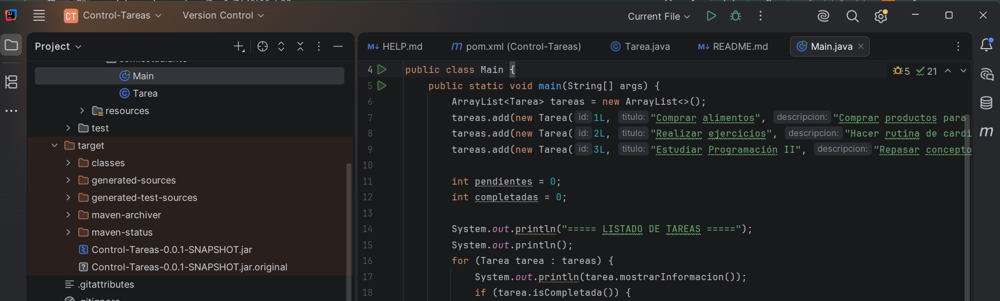 CT Control-Tareas Version Control Current File
Project
Main
Tarea
resources
test
target
classes
generated-sources
generated-test-sources
maven-archiver
maven-status
Control-Tareas-0.0.1-SNAPSHOT.jar
Control-Tareas-0.0.1-SNAPSHOT.jar.original
.gitattributes
HELP.md pom.xml (Control-Tareas) Tarea.java README.md Main.java
5 21
4 public class Main {
5 public static void main(String[] args) {
6 ArrayList<Tarea> tareas = new ArrayList<>();
7 tareas.add(new Tarea( id: 1L, titulo: "Comprar alimentos", descripcion: "Comprar productos para
8 tareas.add(new Tarea( id: 2L, titulo: "Realizar ejercicios", descripcion: "Hacer rutina de cardi
9 tareas.add(new Tarea( id: 3L, titulo: "Estudiar Programación II", descripcion: "Repasar concepto
10
11 int pendientes = 0;
12 int completadas = 0;
13
14 System.out.println("===== LISTADO DE TAREAS =====");
15 System.out.println();
16 for (Tarea tarea : tareas) {
17 System.out.println(tarea.mostrarInformacion());
18 if (tarea.isCompletada()) {